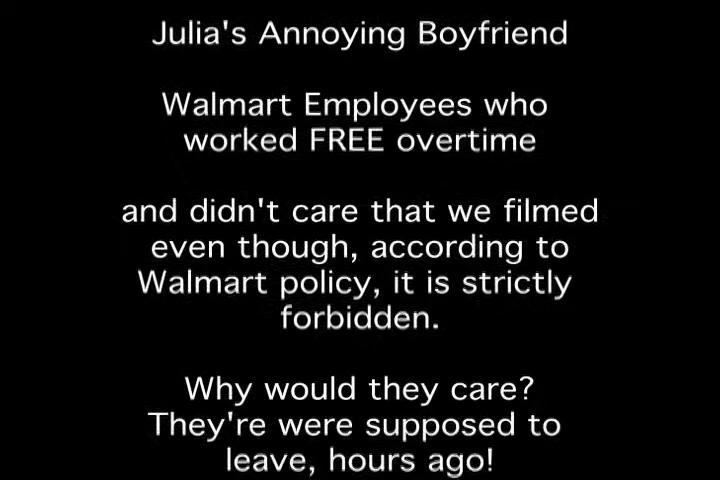 Julia's Annoying Boyfriend
Walmart Employees who
worked FREE overtime
and didn't care that we filmed
even though, according to
Walmart policy, it is strictly
forbidden.
Why would they care?
They're were supposed to
leave, hours ago!